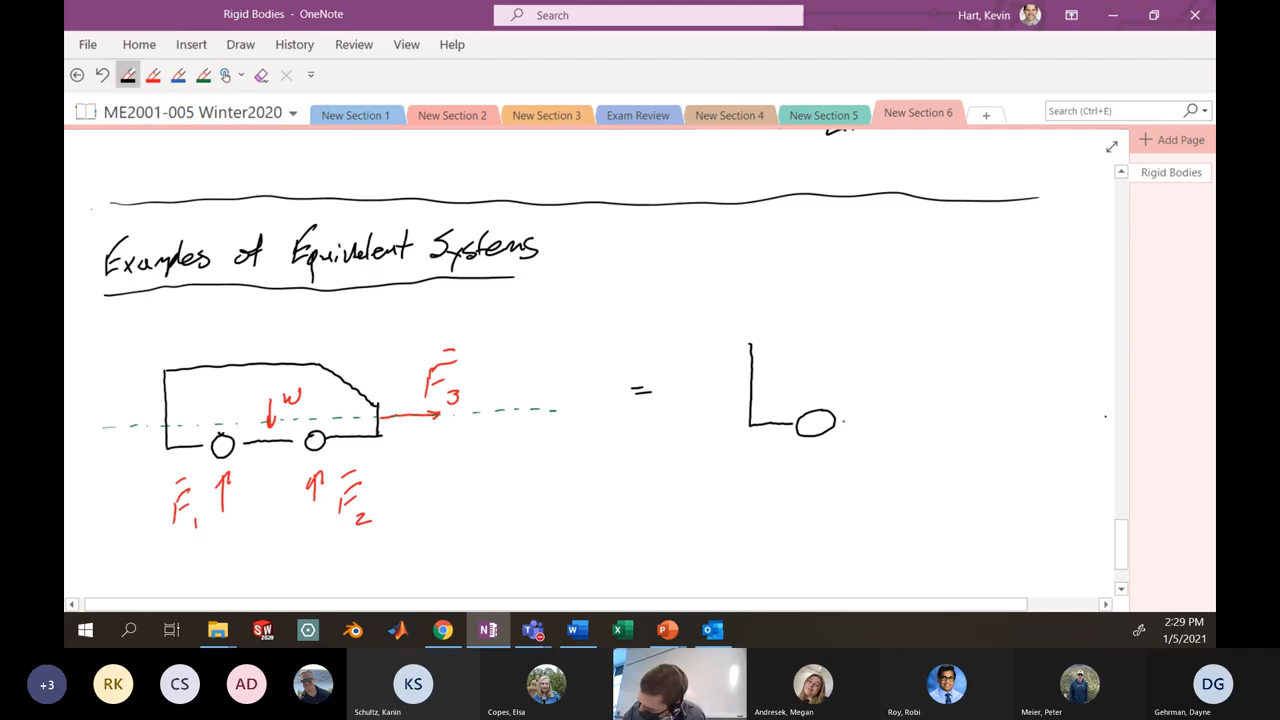 Rigid Bodies - OneNote
Search
Hart, Kevin
File Home Insert Draw History Review View Help
ME2001-005 Winter2020
New Section 1 New Section 2 New Section 3 Exam Review New Section 4 New Section 5 New Section 6
Search (Ctrl+E)
Add Page
Rigid Bodies
Examples of Equivalent Systems
F3
W
=
F1
F2
2:29 PM
1/5/2021
+3 RK CS AD KS DG
Schultz, Kanin Copes, Elsa Andresek, Megan Roy, Robi Meier, Peter Gehrman, Dayne